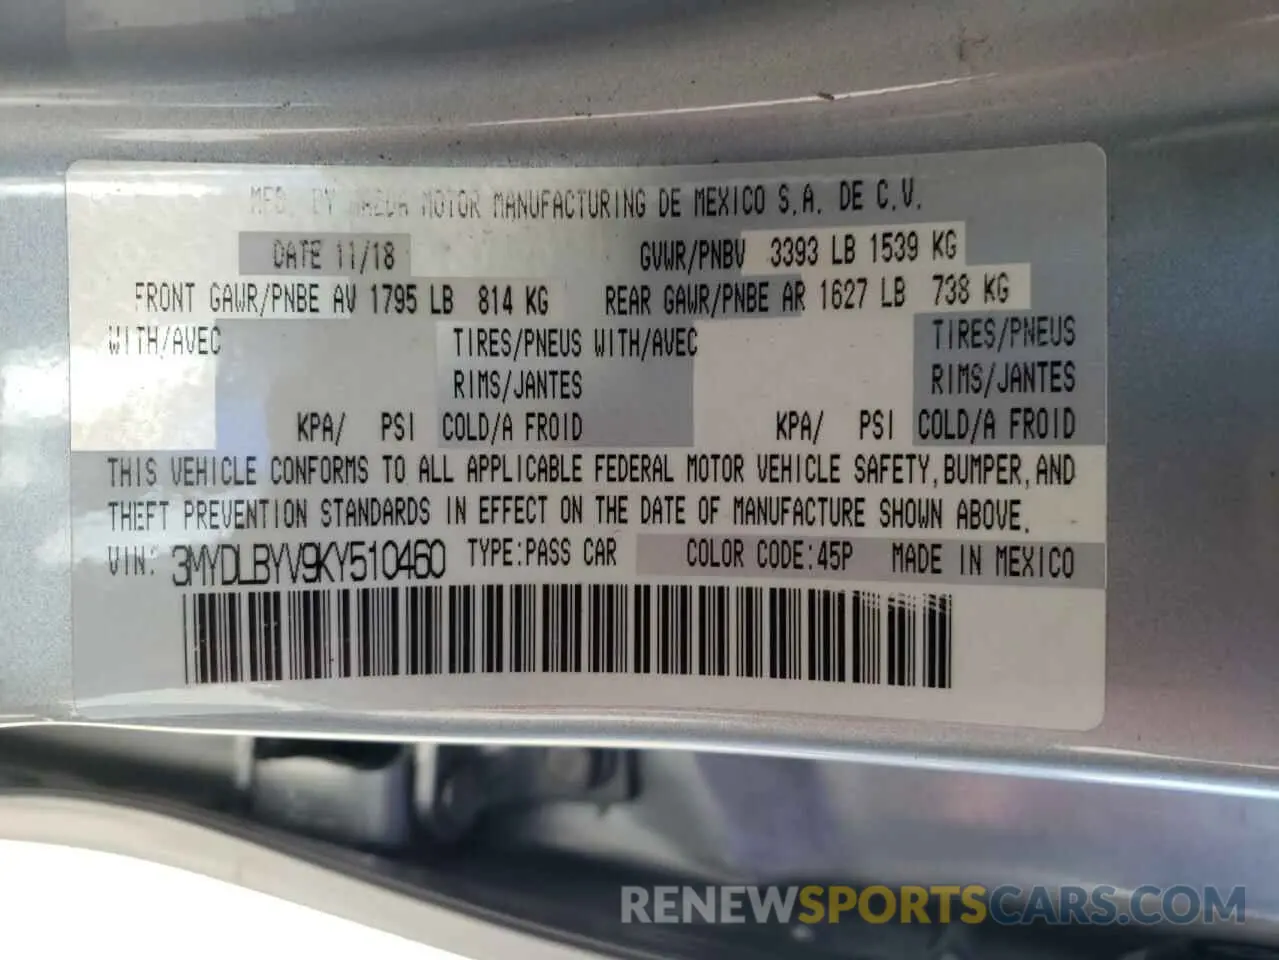 MFD. BY MAZDA MOTOR MANUFACTURING DE MEXICO S.A. DE C.V.
DATE 11/18 GVWR/PNBV 3393 LB 1539 KG
FRONT GAWR/PNBE AV 1795 LB 814 KG REAR GAWR/PNBE AR 1627 LB 738 KG
WITH/AVEC TIRES/PNEUS WITH/AVEC TIRES/PNEUS
RIMS/JANTES RIMS/JANTES
KPA/ PSI COLD/A FROID KPA/ PSI COLD/A FROID
THIS VEHICLE CONFORMS TO ALL APPLICABLE FEDERAL MOTOR VEHICLE SAFETY, BUMPER, AND
THEFT PREVENTION STANDARDS IN EFFECT ON THE DATE OF MANUFACTURE SHOWN ABOVE.
VIN: 3MYDLBYV9KY510460 TYPE:PASS CAR COLOR CODE:45P MADE IN MEXICO
RENEWSPORTSCARS.COM